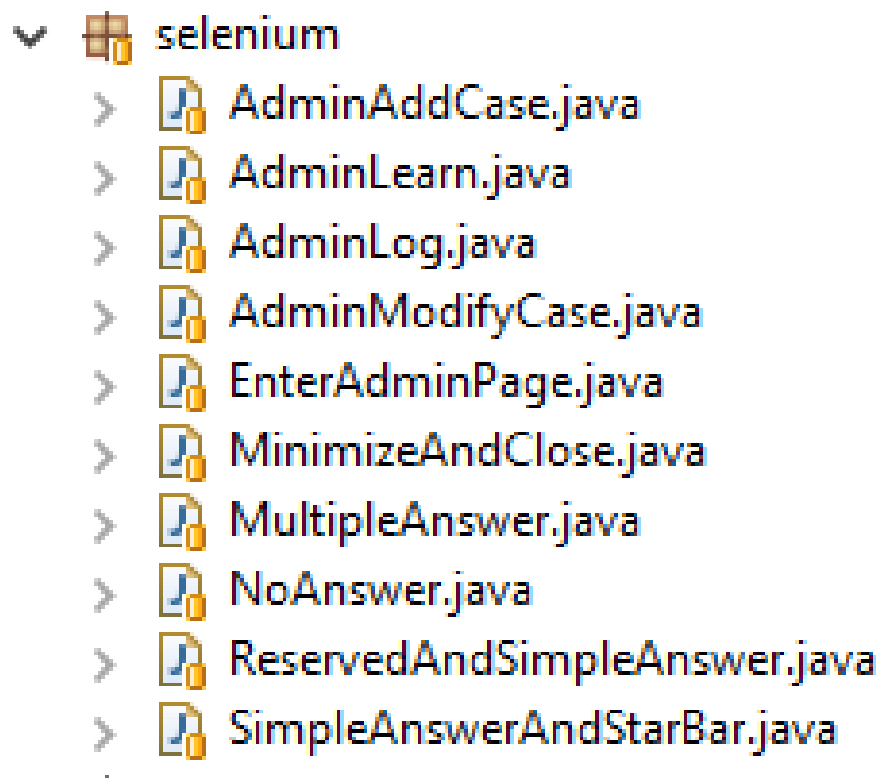 selenium
AdminAddCase.java
AdminLearn.java
AdminLog.java
AdminModifyCase.java
EnterAdminPage.java
MinimizeAndClose.java
MultipleAnswer.java
NoAnswer.java
ReservedAndSimpleAnswer.java
SimpleAnswerAndStarBar.java